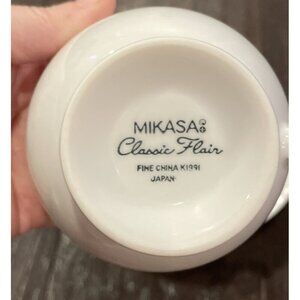 MIKASA®
Classic Flair
FINE CHINA K1991
JAPAN